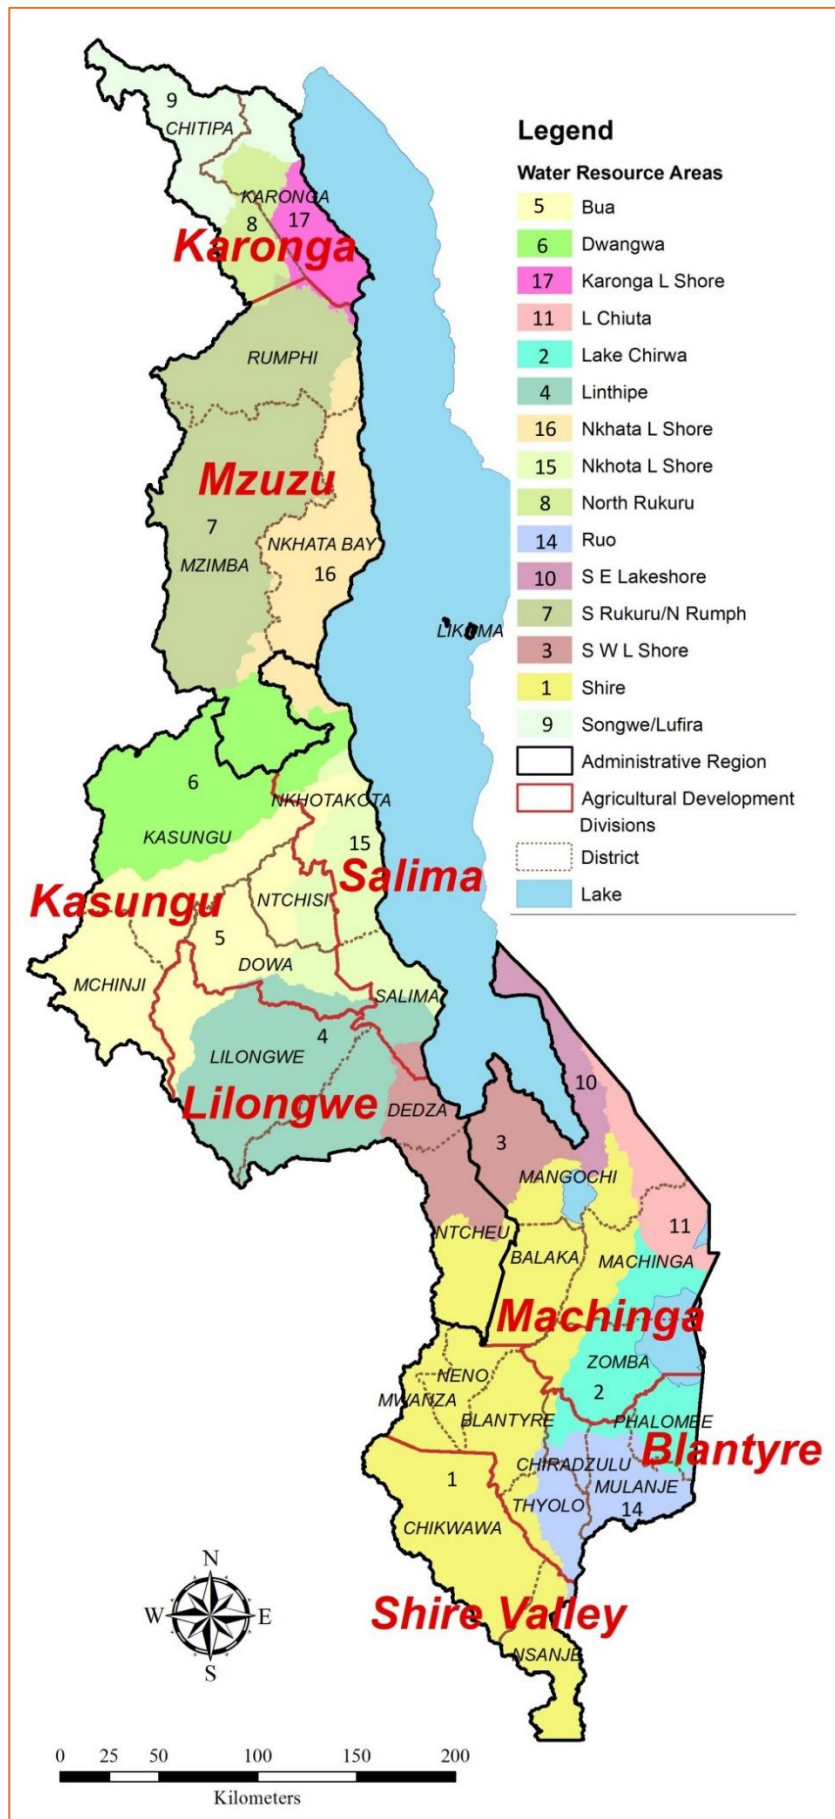 9
CHITIPA
KARONGA
17
8
Karonga
RUMPHI
Mzuzu
7
MZIMBA
NKHATA BAY
16
LIKOMA
6
KASUNGU
NKHOTAKOTA
15
Salima
Kasungu
NTCHISI
5
DOWA
MCHINJI
SALIMA
4
LILONGWE
Lilongwe
DEDZA
10
3
MANGOCHI
11
NTCHEU
BALAKA
MACHINGA
Machinga
ZOMBA
2
NENO
MWANZA
BLANTYRE
PHALOMBE
Blantyre
CHIRADZULU
1
MULANJE
THYOLO
14
CHIKWAWA
Shire Valley
NSANJE
Legend
Water Resource Areas
5 Bua
6 Dwangwa
17 Karonga L Shore
11 L Chiuta
2 Lake Chirwa
4 Linthipe
16 Nkhata L Shore
15 Nkhota L Shore
8 North Rukuru
14 Ruo
10 S E Lakeshore
7 S Rukuru/N Rumph
3 S W L Shore
1 Shire
9 Songwe/Lufira
Administrative Region
Agricultural Development
Divisions
District
Lake
N
W E
S
0 25 50 100 150 200
Kilometers